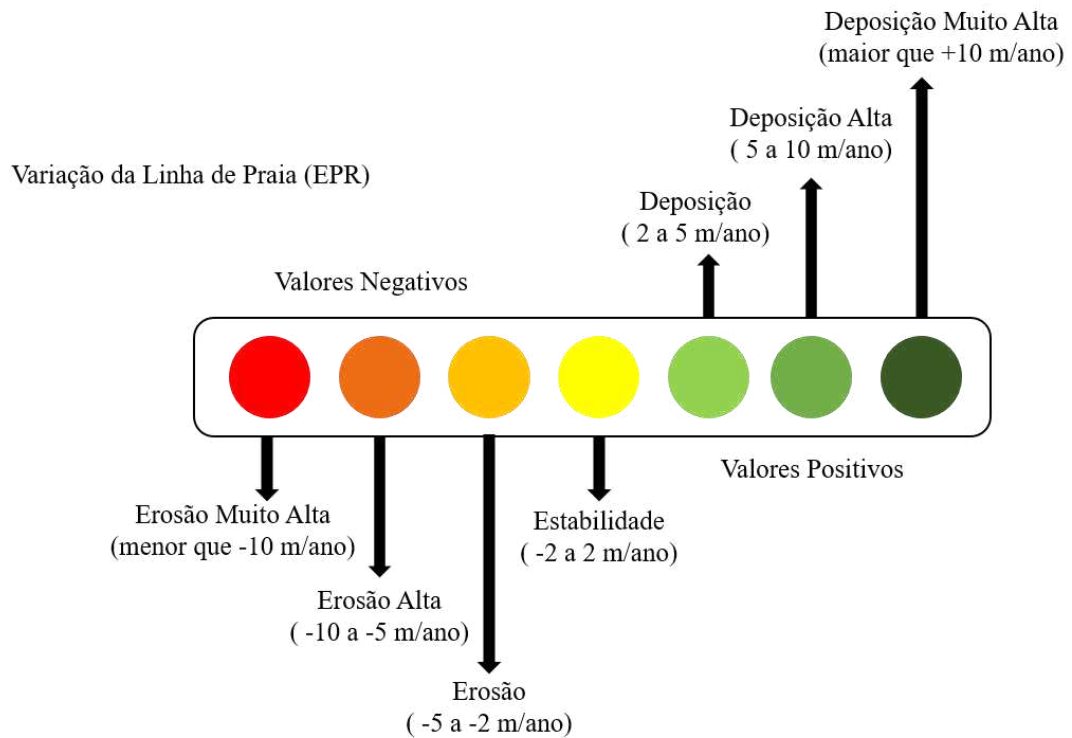 Deposição Muito Alta
(maior que +10 m/ano)
Deposição Alta
( 5 a 10 m/ano)
Variação da Linha de Praia (EPR)
Deposição
( 2 a 5 m/ano)
Valores Negativos
Valores Positivos
Erosão Muito Alta
(menor que -10 m/ano)
Estabilidade
( -2 a 2 m/ano)
Erosão Alta
( -10 a -5 m/ano)
Erosão
( -5 a -2 m/ano)